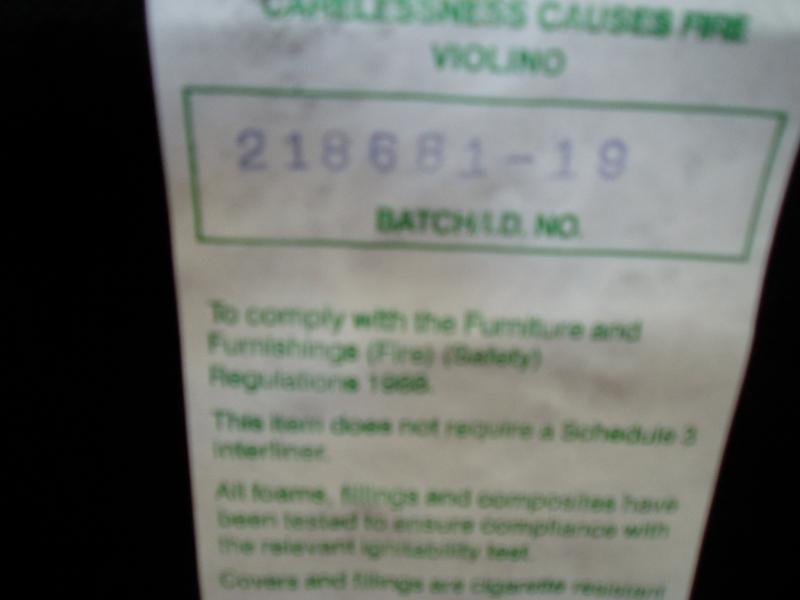 CARELESSNESS CAUSES FIRE
VIOLINO
218681-19
BATCH/I.D. NO.
To comply with the Furniture and
Furnishings (Fire) (Safety)
Regulations 1988.
This item does not require a Schedule 3
interliner.
All foams, fillings and composites have
been tested to ensure compliance with
the relevant ignitability test.
Covers and fillings are cigarette resistant